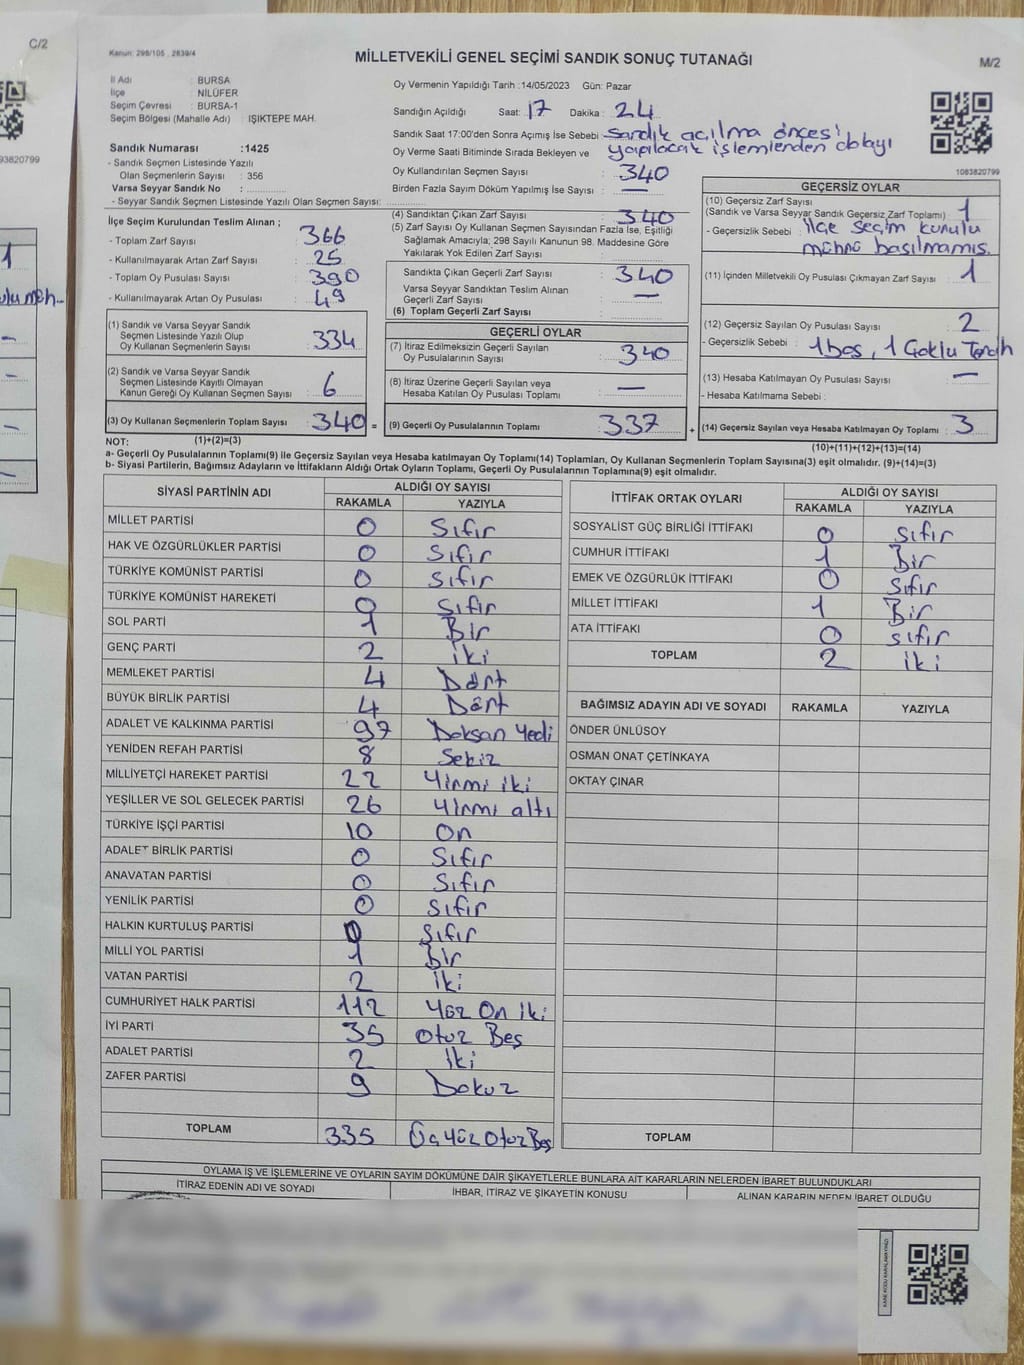 C/2
Kanun: 298/105 , 2839/4
MİLLETVEKİLİ GENEL SEÇİMİ SANDIK SONUÇ TUTANAĞI
M/2
İl Adı : BURSA
İlçe : NİLÜFER
Seçim Çevresi : BURSA-1
Seçim Bölgesi (Mahalle Adı) : IŞIKTEPE MAH.
Oy Vermenin Yapıldığı Tarih :14/05/2023 Gün: Pazar
Sandığın Açıldığı Saat: 17 Dakika : 24
Sandık Saat 17:00'den Sonra Açımış İse Sebebi : sandık açılma öncesi
yapılacak işlemlerden dolayı
Oy Verme Saati Bitiminde Sırada Bekleyen ve
Oy Kullandırılan Seçmen Sayısı : 340
Birden Fazla Sayım Döküm Yapılmış İse Sayısı : —
93820799
1083820799
Sandık Numarası :1425
- Sandık Seçmen Listesinde Yazılı
Olan Seçmenlerin Sayısı : 356
Varsa Seyyar Sandık No :
- Seyyar Sandık Seçmen Listesinde Yazılı Olan Seçmen Sayısı:
İlçe Seçim Kurulundan Teslim Alınan ;
- Toplam Zarf Sayısı : 366
- Kullanılmayarak Artan Zarf Sayısı : 25
- Toplam Oy Pusulası Sayısı : 390
- Kullanılmayarak Artan Oy Pusulası : 49
(1) Sandık ve Varsa Seyyar Sandık
Seçmen Listesinde Yazılı Olup
Oy Kullanan Seçmenlerin Sayısı : 334
(2) Sandık ve Varsa Seyyar Sandık
Seçmen Listesinde Kayıtlı Olmayan
Kanun Gereği Oy Kullanan Seçmen Sayısı : 6
(3) Oy Kullanan Seçmenlerin Toplam Sayısı : 340 =
(4) Sandıktan Çıkan Zarf Sayısı : 340
(5) Zarf Sayısı Oy Kullanan Seçmen Sayısından Fazla İse, Eşitliği
Sağlamak Amacıyla; 298 Sayılı Kanunun 98. Maddesine Göre
Yakılarak Yok Edilen Zarf Sayısı :
Sandıkta Çıkan Geçerli Zarf Sayısı : 340
Varsa Seyyar Sandıktan Teslim Alınan
Geçerli Zarf Sayısı : —
(6) Toplam Geçerli Zarf Sayısı :
GEÇERLİ OYLAR
(7) İtiraz Edilmeksizin Geçerli Sayılan
Oy Pusulalarının Sayısı : 340
(8) İtiraz Üzerine Geçerli Sayılan veya
Hesaba Katılan Oy Pusulası Toplamı : —
(9) Geçerli Oy Pusulalarının Toplamı : 337 +
GEÇERSİZ OYLAR
(10) Geçersiz Zarf Sayısı
(Sandık ve Varsa Seyyar Sandık Geçersiz Zarf Toplamı) : 1
- Geçersizlik Sebebi : ilçe seçim kurulu
mührü basılmamış.
(11) İçinden Milletvekili Oy Pusulası Çıkmayan Zarf Sayısı : 1
(12) Geçersiz Sayılan Oy Pusulası Sayısı : 2
- Geçersizlik Sebebi : 1 boş, 1 Çoklu Tercih
(13) Hesaba Katılmayan Oy Pusulası Sayısı : —
- Hesaba Katılmama Sebebi :
(14) Geçersiz Sayılan veya Hesaba Katılmayan Oy Toplamı : 3
NOT: (1)+(2)=(3)
(10)+(11)+(12)+(13)=(14)
a- Geçerli Oy Pusulasının Toplamı(9) ile Geçersiz Sayılan veya Hesaba katılmayan Oy Toplamı(14) Toplamları, Oy Kullanan Seçmenlerin Toplam Sayısına(3) eşit olmalıdır. (9)+(14)=(3)
b- Siyasi Partilerin, Bağımsız Adayların ve İttifakların Aldığı Ortak Oyların Toplamı, Geçerli Oy Pusulasının Toplamına(9) eşit olmalıdır.
SİYASİ PARTİNİN ADI ALDIĞI OY SAYISI
RAKAMLA YAZIYLA
MİLLET PARTİSİ 0 Sıfır
HAK VE ÖZGÜRLÜKLER PARTİSİ 0 Sıfır
TÜRKİYE KOMÜNİST PARTİSİ 0 Sıfır
TÜRKİYE KOMÜNİST HAREKETİ 0 Sıfır
SOL PARTİ 1 Bir
GENÇ PARTİ 2 iki
MEMLEKET PARTİSİ 4 Dört
BÜYÜK BİRLİK PARTİSİ 4 Dört
ADALET VE KALKINMA PARTİSİ 97 Doksan Yedi
YENİDEN REFAH PARTİSİ 8 Sekiz
MİLLİYETÇİ HAREKET PARTİSİ 22 Yirmi iki
YEŞİLLER VE SOL GELECEK PARTİSİ 26 Yirmi altı
TÜRKİYE İŞÇİ PARTİSİ 10 On
ADALET BİRLİK PARTİSİ 0 Sıfır
ANAVATAN PARTİSİ 0 Sıfır
YENİLİK PARTİSİ 0 Sıfır
HALKIN KURTULUŞ PARTİSİ 0 Sıfır
MİLLİ YOL PARTİSİ 1 bir
VATAN PARTİSİ 2 iki
CUMHURİYET HALK PARTİSİ 112 Yüz On iki
İYİ PARTİ 35 Otuz Beş
ADALET PARTİSİ 2 iki
ZAFER PARTİSİ 9 Dokuz
TOPLAM 335 Üç Yüz Otuz Beş
İTTİFAK ORTAK OYLARI ALDIĞI OY SAYISI
RAKAMLA YAZIYLA
SOSYALİST GÜÇ BİRLİĞİ İTTİFAKI 0 Sıfır
CUMHUR İTTİFAKI 1 Bir
EMEK VE ÖZGÜRLÜK İTTİFAKI 0 Sıfır
MİLLET İTTİFAKI 1 Bir
ATA İTTİFAKI 0 sıfır
TOPLAM 2 iki
BAĞIMSIZ ADAYIN ADI VE SOYADI RAKAMLA YAZIYLA
ÖNDER ÜNLÜSOY
OSMAN ONAT ÇETİNKAYA
OKTAY ÇINAR
TOPLAM
OYLAMA İŞ VE İŞLEMLERİNE VE OYLARIN SAYIM DÖKÜMÜNE DAİR ŞİKAYETLERLE BUNLARA AİT KARARLARIN NELERDEN İBARET BULUNDUKLARI
İTİRAZ EDENİN ADI VE SOYADI İHBAR, İTİRAZ VE ŞİKAYETİN KONUSU ALINAN KARARIN NEDEN İBARET OLDUĞU
KARE KODU KARALAMAYINIZ!